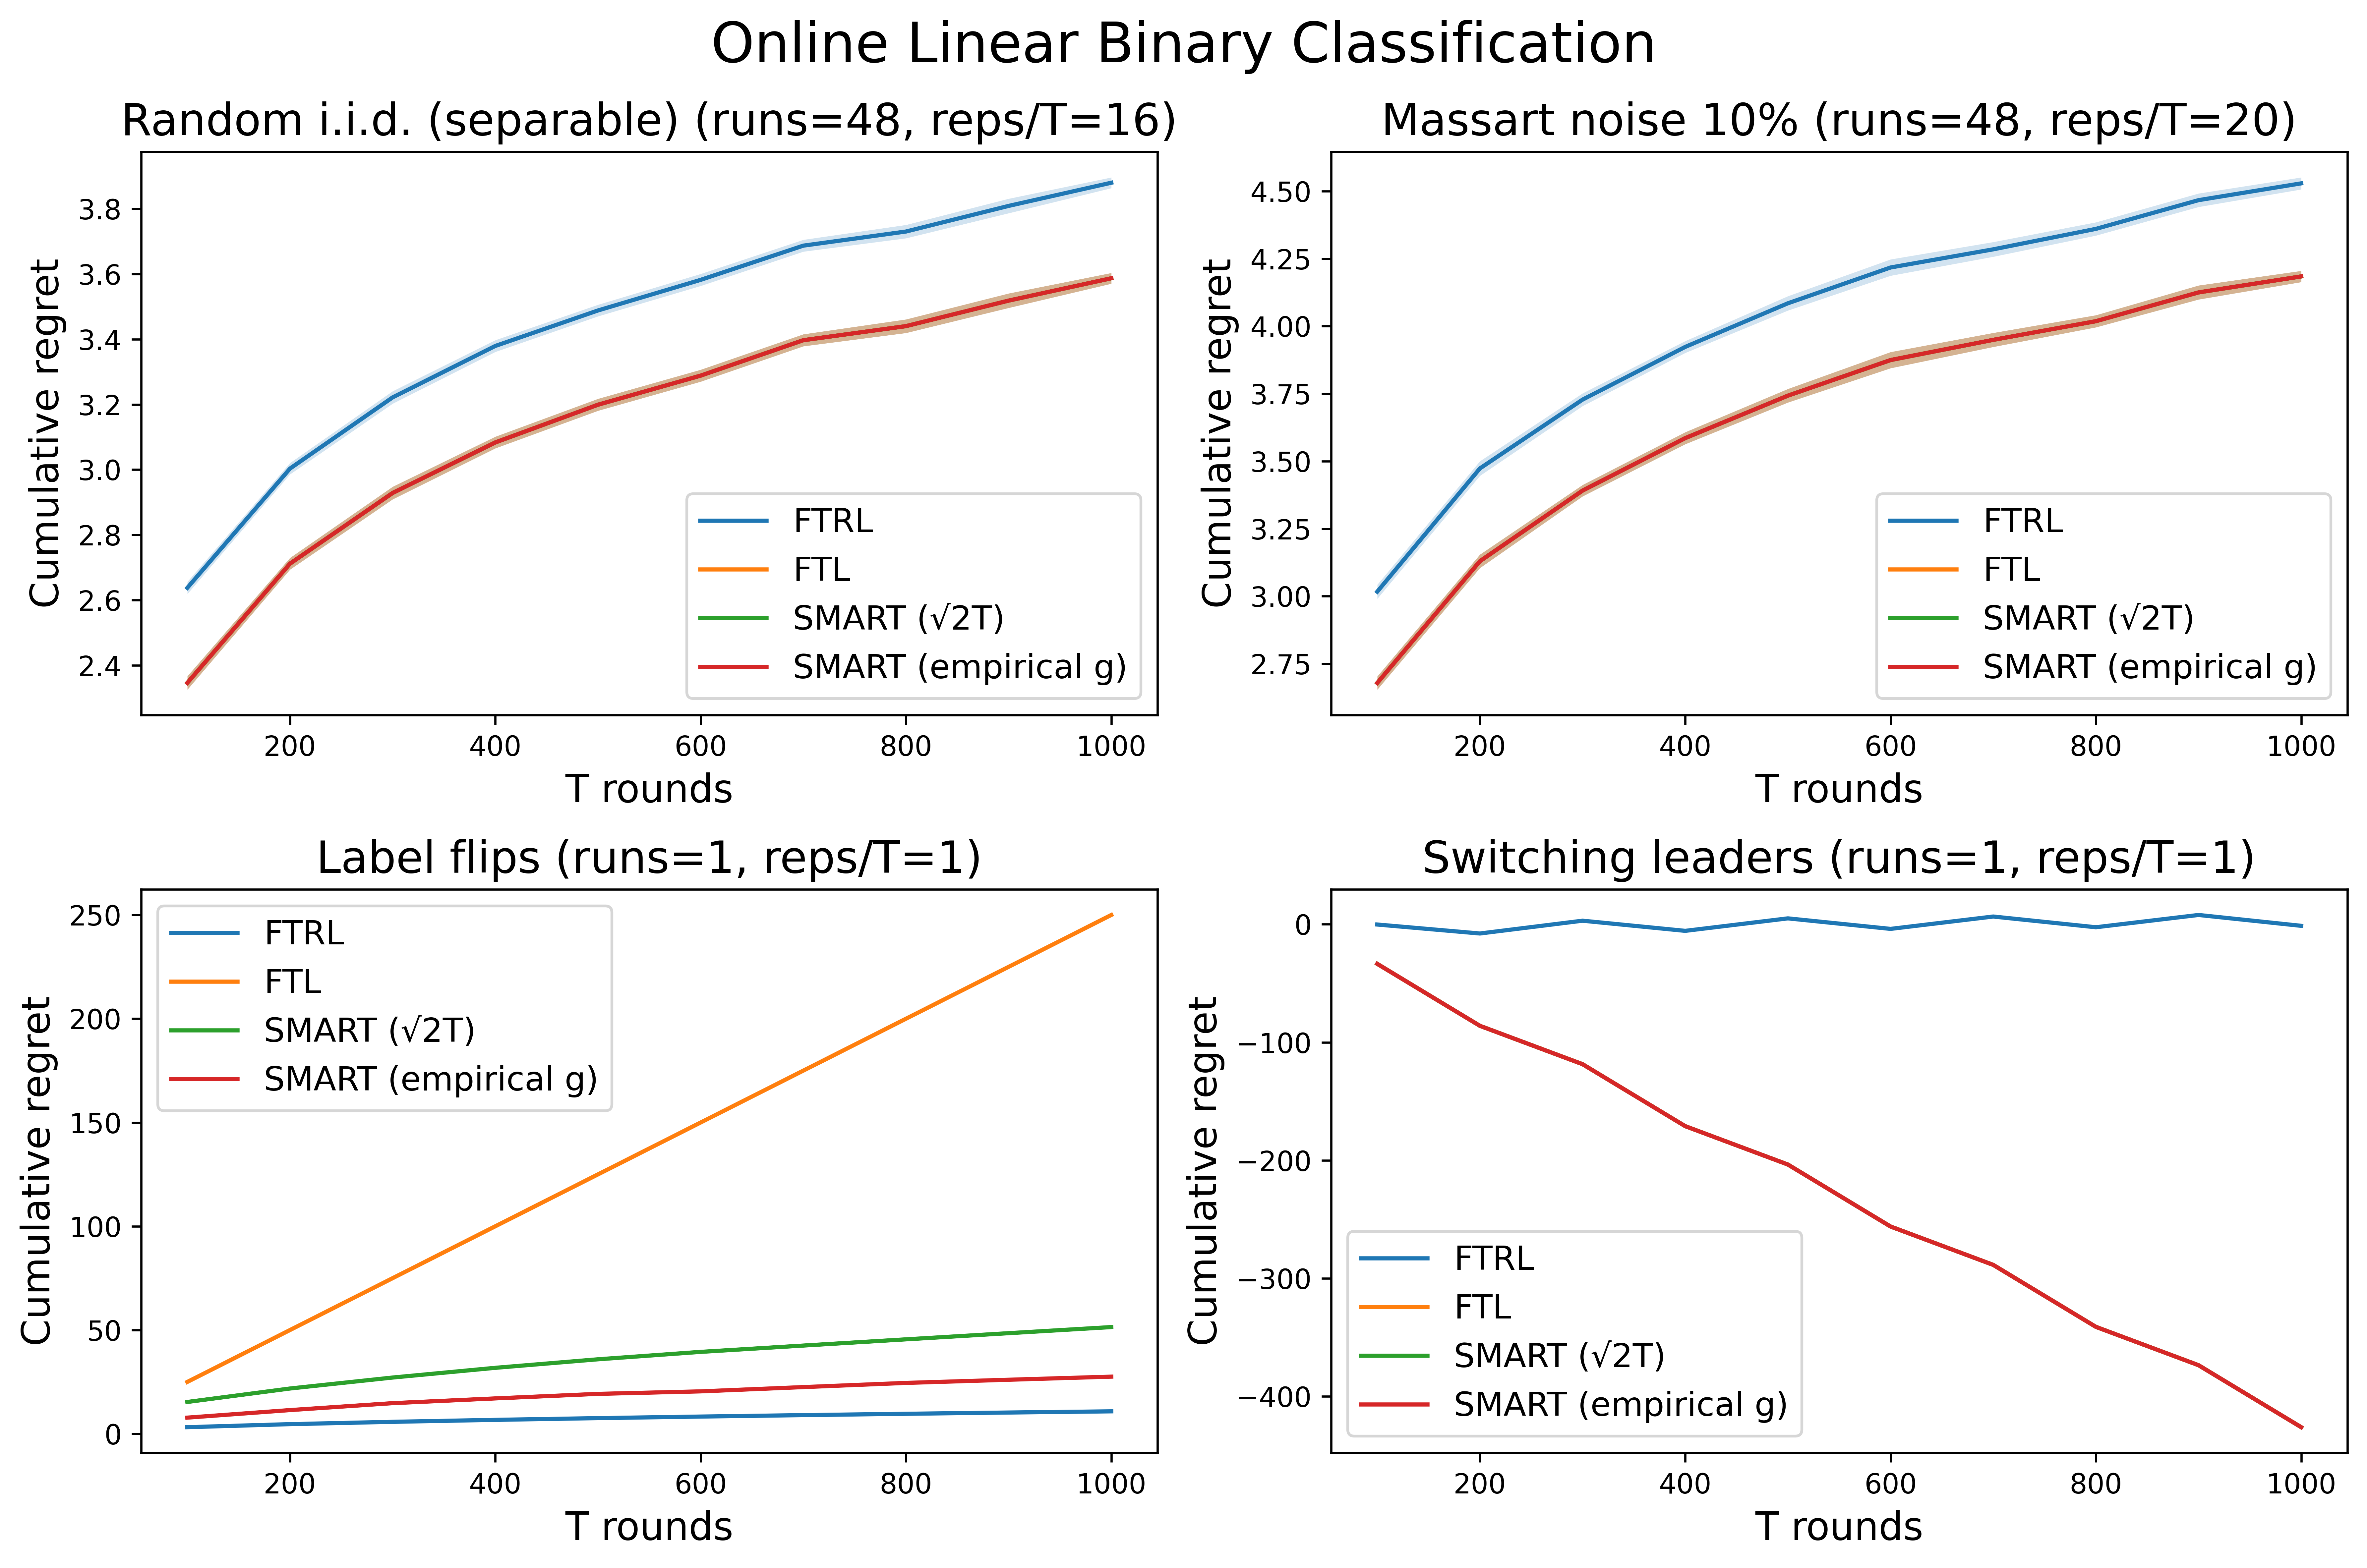 Online Linear Binary Classification
Random i.i.d. (separable) (runs=48, reps/T=16)
Cumulative regret
3.8
3.6
3.4
3.2
3.0
2.8
2.6
2.4
FTRL
FTL
SMART (√2T)
SMART (empirical g)
200 400 600 800 1000
T rounds
Massart noise 10% (runs=48, reps/T=20)
Cumulative regret
4.50
4.25
4.00
3.75
3.50
3.25
3.00
2.75
FTRL
FTL
SMART (√2T)
SMART (empirical g)
200 400 600 800 1000
T rounds
Label flips (runs=1, reps/T=1)
Cumulative regret
250
200
150
100
50
0
FTRL
FTL
SMART (√2T)
SMART (empirical g)
200 400 600 800 1000
T rounds
Switching leaders (runs=1, reps/T=1)
Cumulative regret
0
−100
−200
−300
−400
FTRL
FTL
SMART (√2T)
SMART (empirical g)
200 400 600 800 1000
T rounds